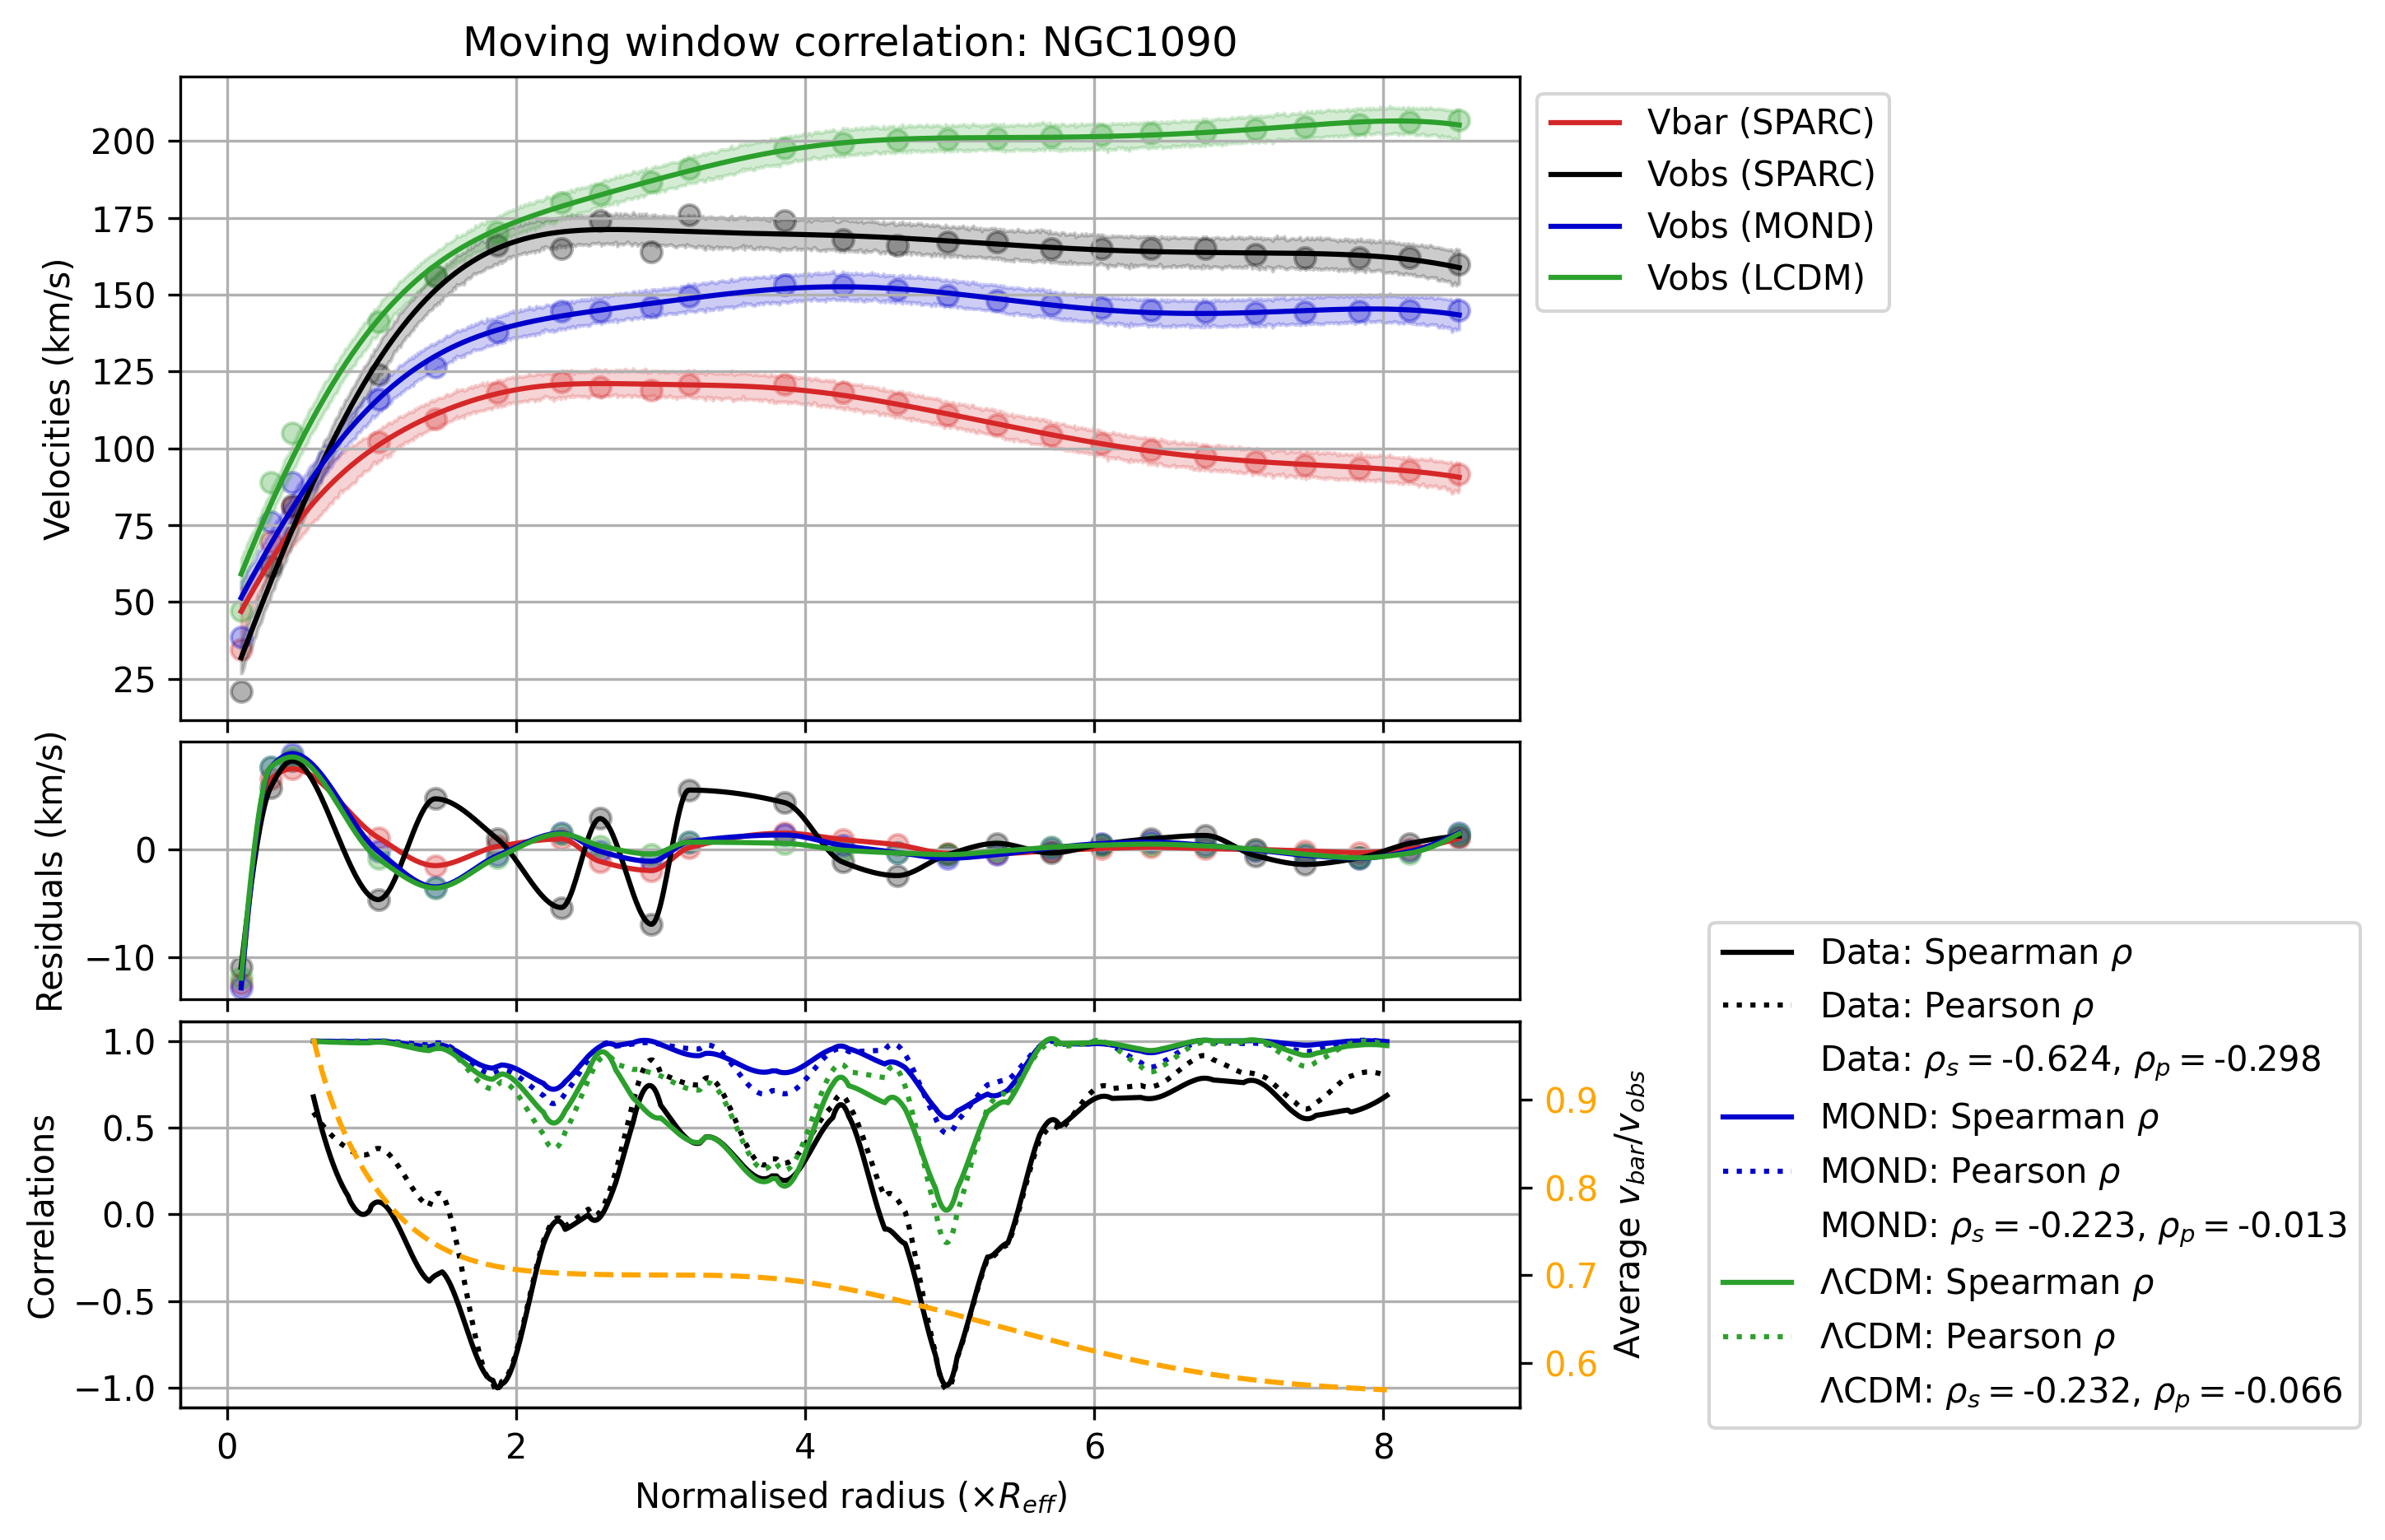 Moving window correlation: NGC1090
Velocities (km/s)
200
175
150
125
100
75
50
25
Vbar (SPARC)
Vobs (SPARC)
Vobs (MOND)
Vobs (LCDM)
Residuals (km/s)
0
−10
Correlations
1.0
0.5
0.0
−0.5
−1.0
0.9
0.8
0.7
0.6
Average v_bar/v_obs
0 2 4 6 8
Normalised radius (×R_eff)
Data: Spearman ρ
Data: Pearson ρ
Data: ρ_s = -0.624, ρ_p = -0.298
MOND: Spearman ρ
MOND: Pearson ρ
MOND: ρ_s = -0.223, ρ_p = -0.013
ΛCDM: Spearman ρ
ΛCDM: Pearson ρ
ΛCDM: ρ_s = -0.232, ρ_p = -0.066